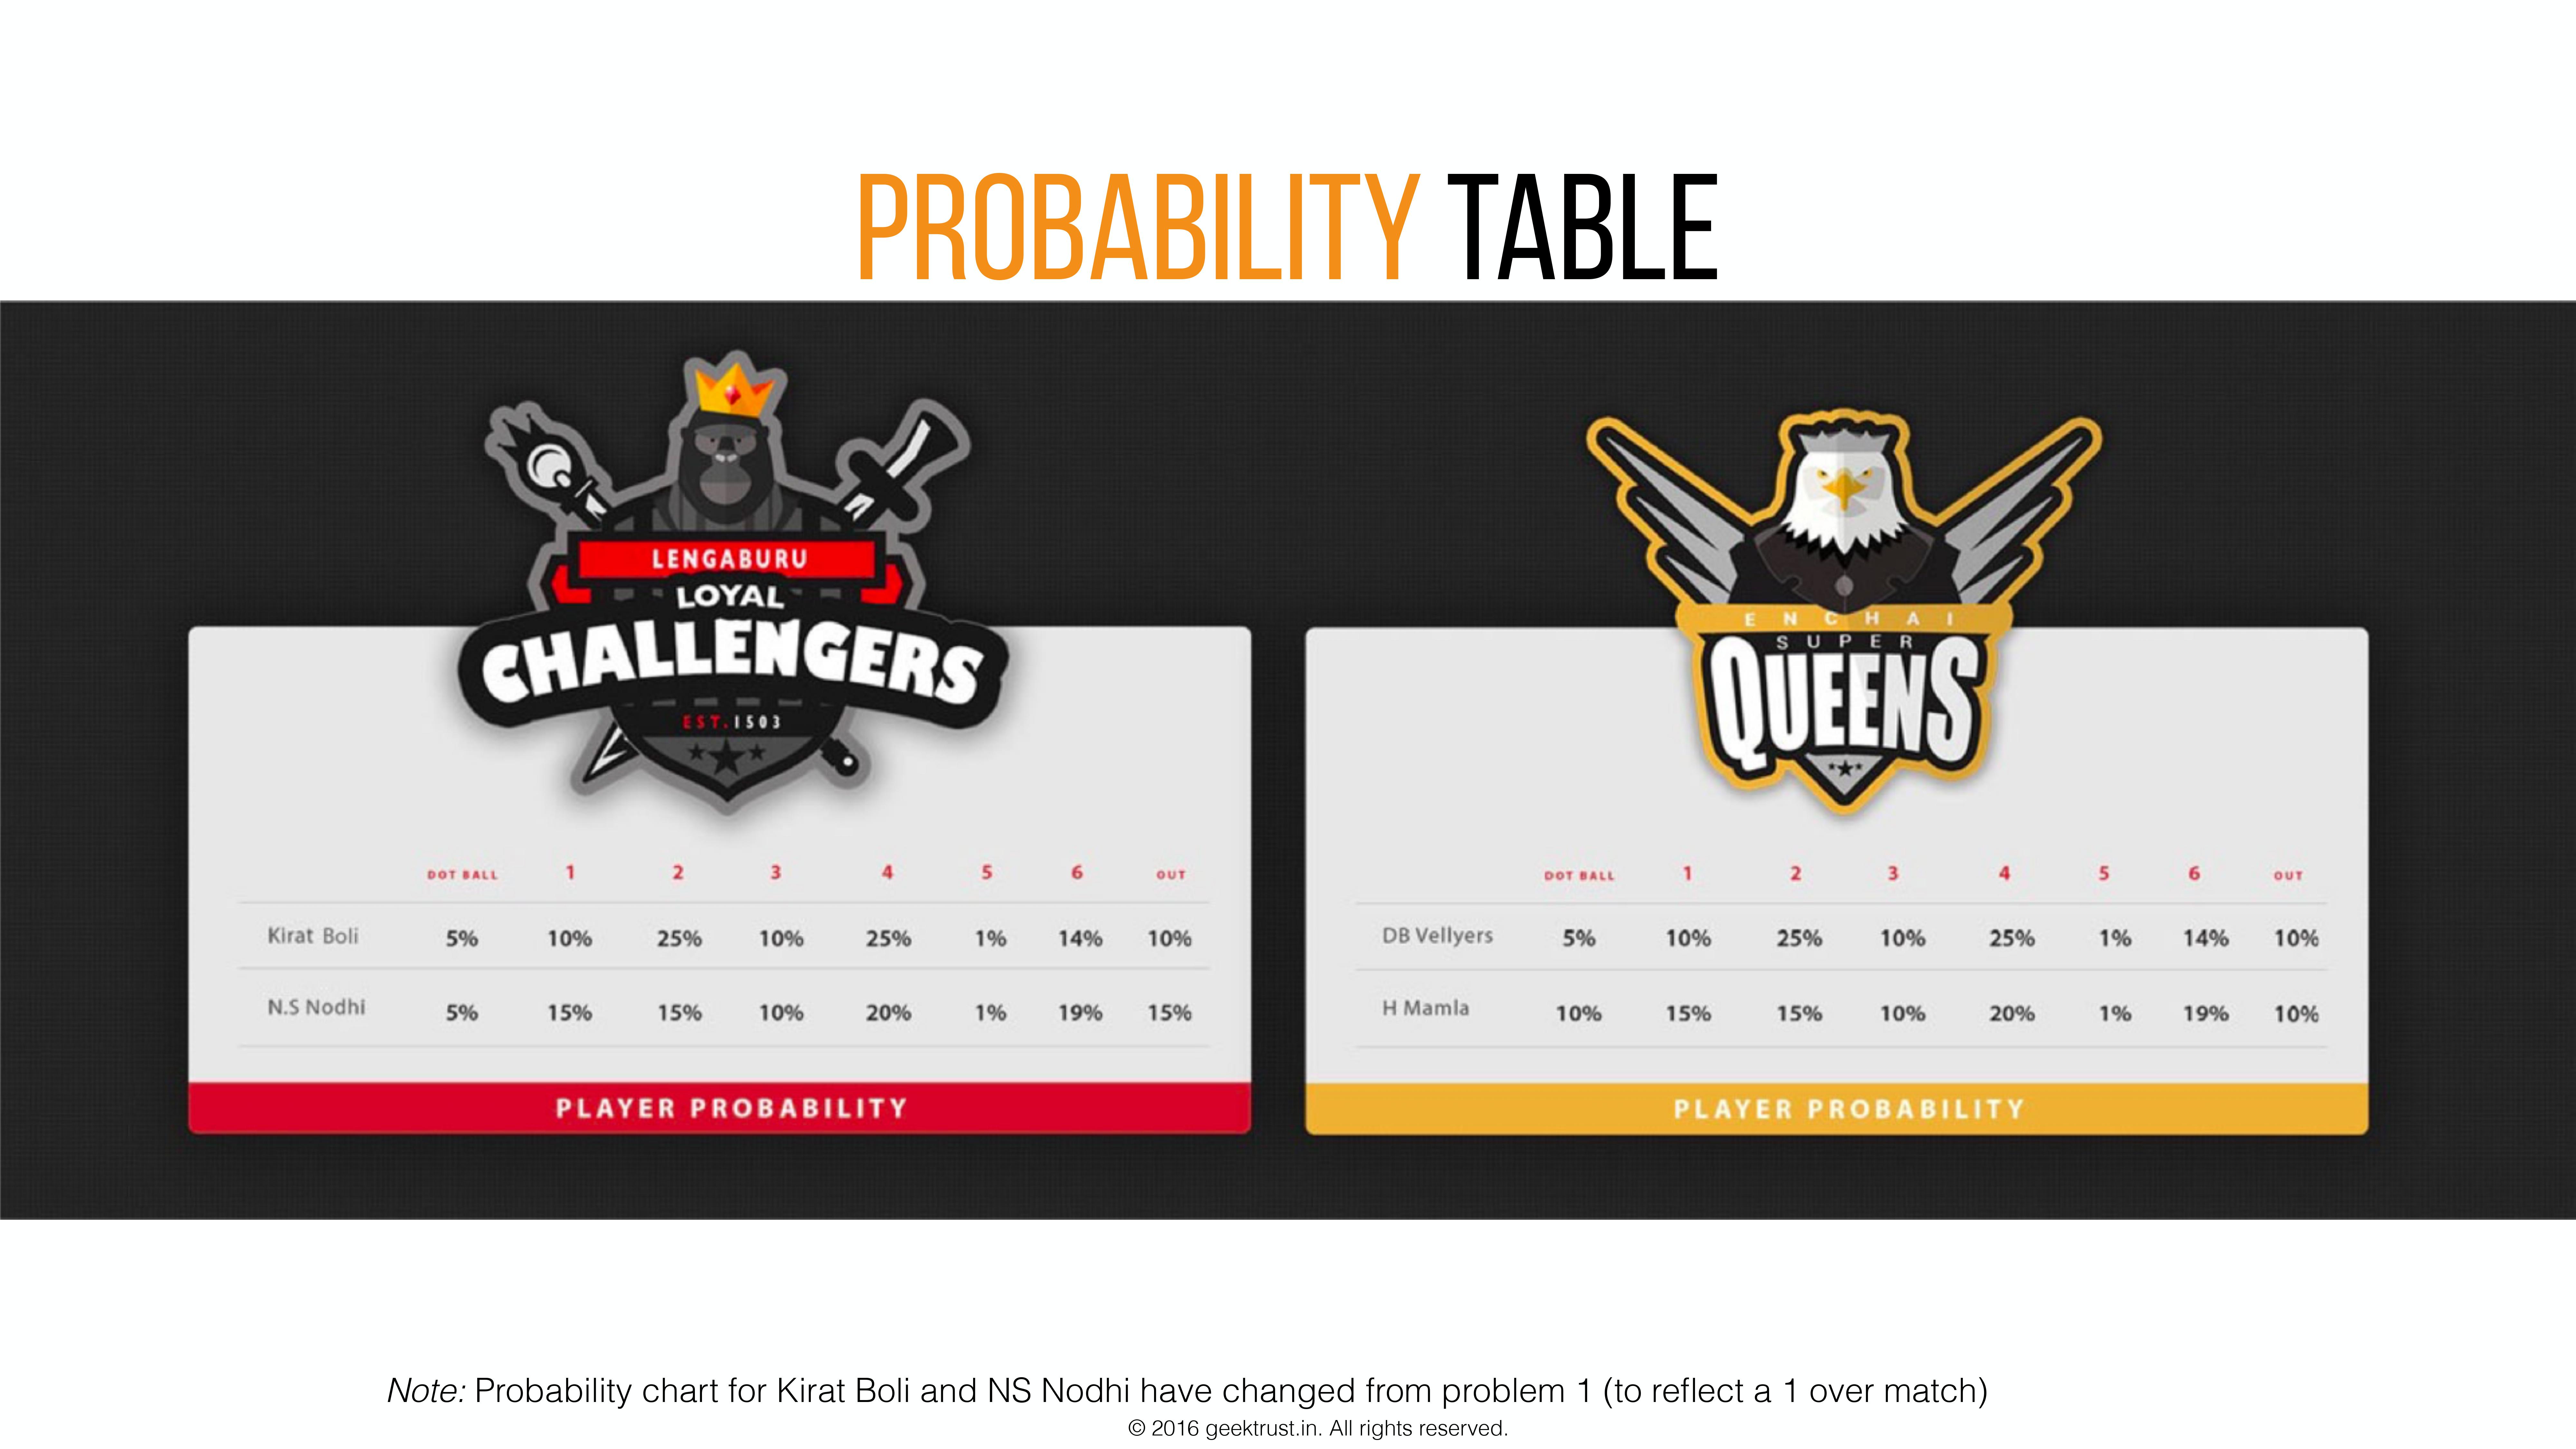 PROBABILITY TABLE
LENGABURU
LOYAL
CHALLENGERS
EST.1503
DOT BALL 1 2 3 4 5 6 OUT
Kirat Boli 5% 10% 25% 10% 25% 1% 14% 10%
N.S Nodhi 5% 15% 15% 10% 20% 1% 19% 15%
PLAYER PROBABILITY
ENCHAI
SUPER
QUEENS
DOT BALL 1 2 3 4 5 6 OUT
DB Vellyers 5% 10% 25% 10% 25% 1% 14% 10%
H Mamla 10% 15% 15% 10% 20% 1% 19% 10%
PLAYER PROBABILITY
Note: Probability chart for Kirat Boli and NS Nodhi have changed from problem 1 (to reflect a 1 over match)
© 2016 geektrust.in. All rights reserved.